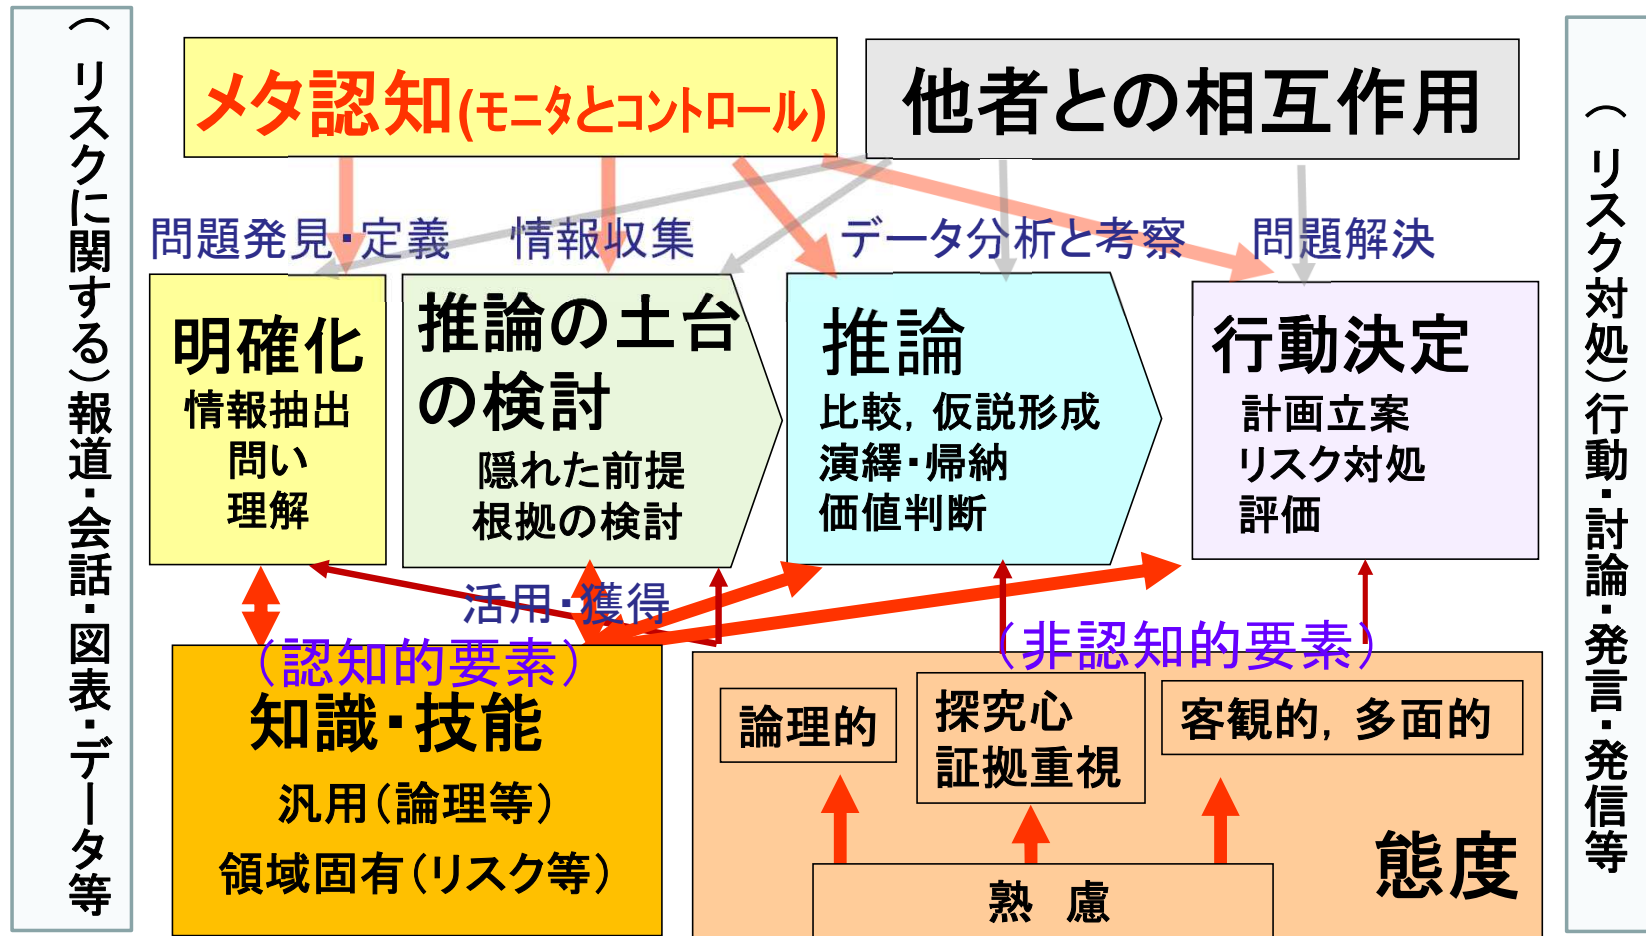 （リスクに関する）報道・会話・図表・データ等
メタ認知(モニタとコントロール)
他者との相互作用
問題発見・定義
情報収集
データ分析と考察
問題解決
明確化
情報抽出
問い
理解
推論の土台
の検討
隠れた前提
根拠の検討
推論
比較，仮説形成
演繹・帰納
価値判断
行動決定
計画立案
リスク対処
評価
活用・獲得
（認知的要素）
知識・技能
汎用（論理等）
領域固有（リスク等）
（非認知的要素）
論理的
探究心
証拠重視
客観的，多面的
態度
熟　慮
（リスク対処）行動・討論・発言・発信等